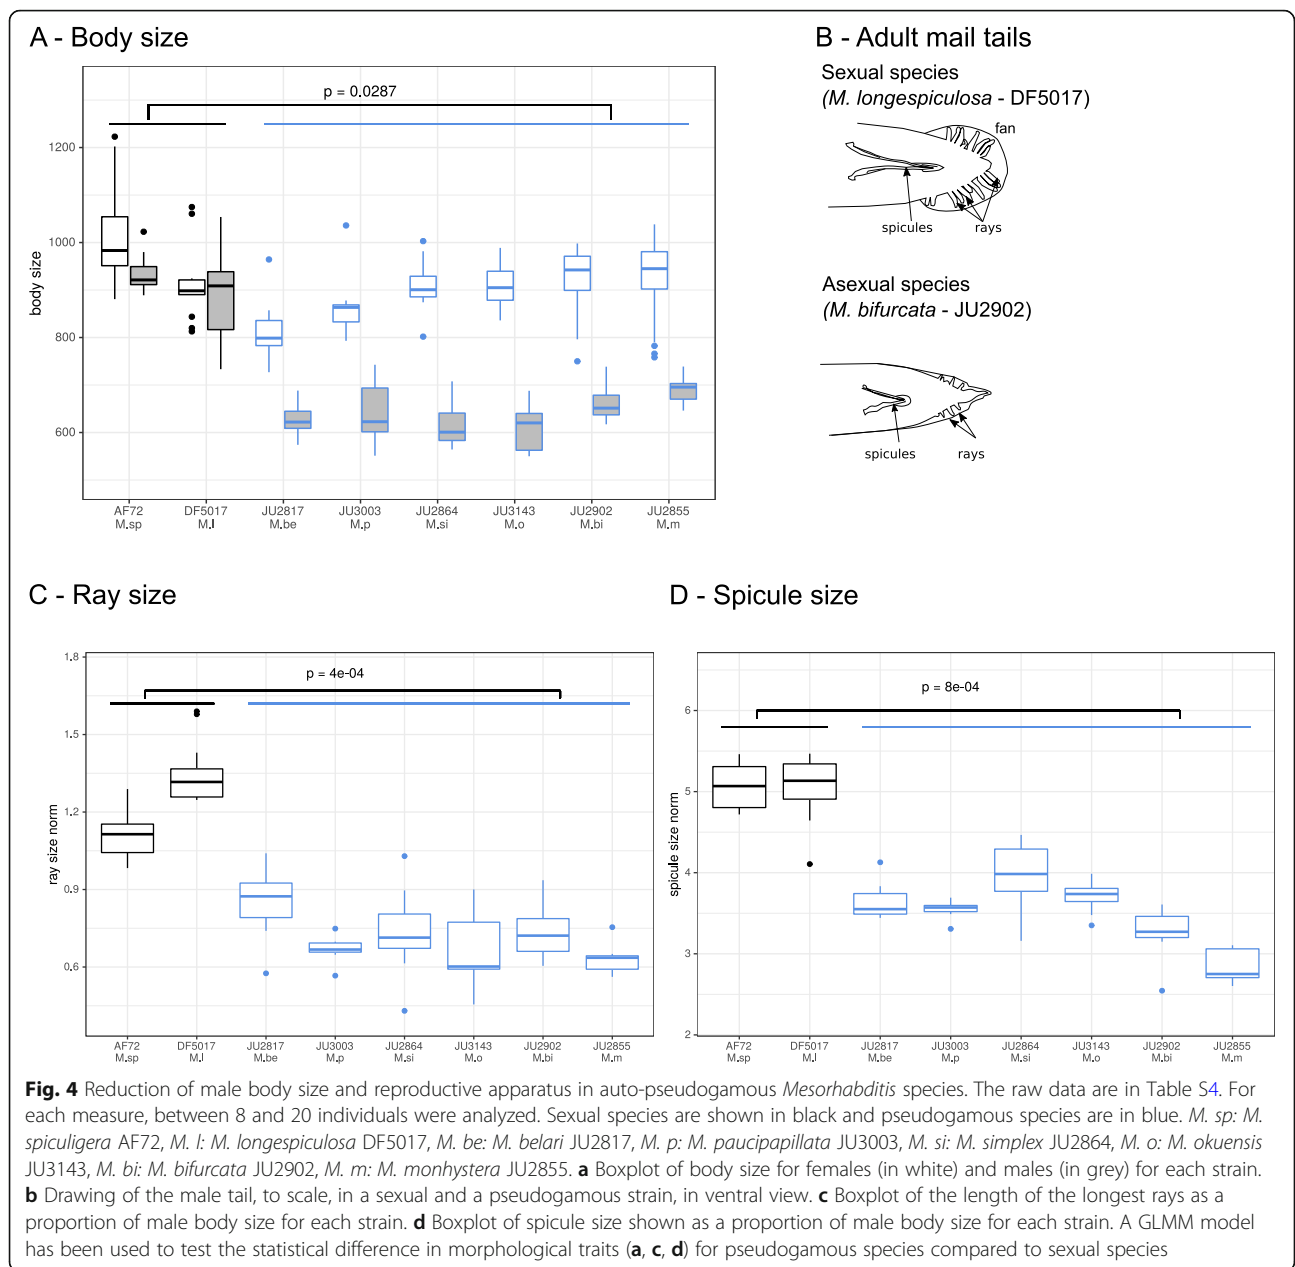 A - Body size
p = 0.0287
body size
1200
1000
800
600
AF72
M.sp
DF5017
M.l
JU2817
M.be
JU3003
M.p
JU2864
M.si
JU3143
M.o
JU2902
M.bi
JU2855
M.m
B - Adult mail tails
Sexual species
(M. longespiculosa - DF5017)
fan
spicules
rays
Asexual species
(M. bifurcata - JU2902)
spicules
rays
C - Ray size
p = 4e-04
ray size norm
1.8
1.5
1.2
0.9
0.6
AF72
M.sp
DF5017
M.l
JU2817
M.be
JU3003
M.p
JU2864
M.si
JU3143
M.o
JU2902
M.bi
JU2855
M.m
D - Spicule size
p = 8e-04
spicule size norm
6
5
4
3
2
AF72
M.sp
DF5017
M.l
JU2817
M.be
JU3003
M.p
JU2864
M.si
JU3143
M.o
JU2902
M.bi
JU2855
M.m
Fig. 4 Reduction of male body size and reproductive apparatus in auto-pseudogamous Mesorhabditis species. The raw data are in Table S4. For
each measure, between 8 and 20 individuals were analyzed. Sexual species are shown in black and pseudogamous species are in blue. M. sp: M.
spiculigera AF72, M. l: M. longespiculosa DF5017, M. be: M. belari JU2817, M. p: M. paucipapillata JU3003, M. si: M. simplex JU2864, M. o: M. okuensis
JU3143, M. bi: M. bifurcata JU2902, M. m: M. monhystera JU2855. a Boxplot of body size for females (in white) and males (in grey) for each strain.
b Drawing of the male tail, to scale, in a sexual and a pseudogamous strain, in ventral view. c Boxplot of the length of the longest rays as a
proportion of male body size for each strain. d Boxplot of spicule size shown as a proportion of male body size for each strain. A GLMM model
has been used to test the statistical difference in morphological traits (a, c, d) for pseudogamous species compared to sexual species